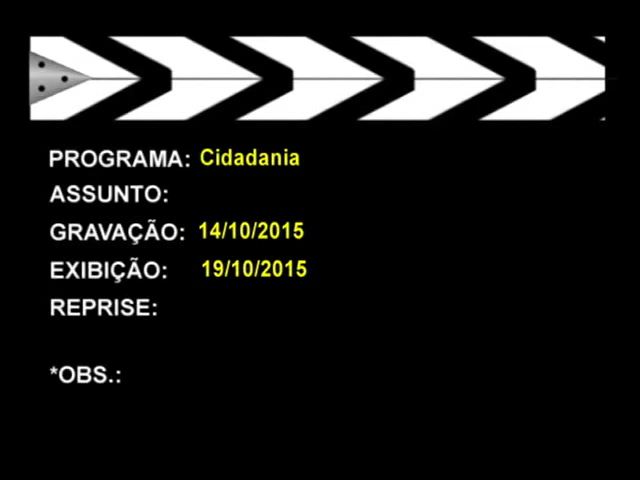 PROGRAMA: Cidadania
ASSUNTO:
GRAVAÇÃO: 14/10/2015
EXIBIÇÃO: 19/10/2015
REPRISE:
*OBS.: